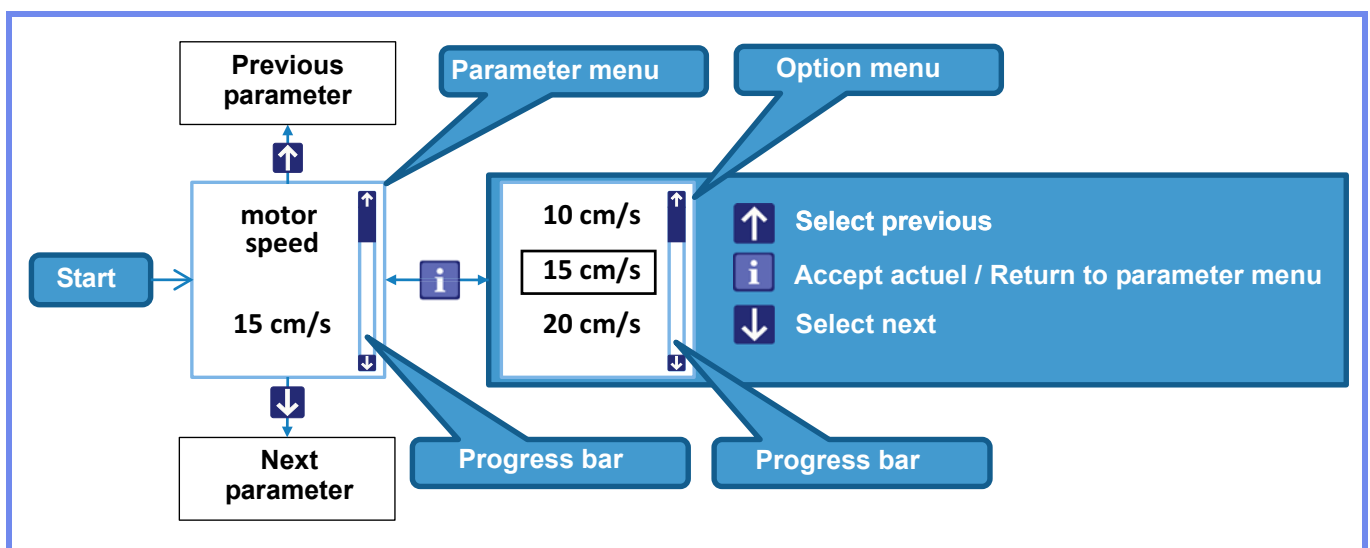 Previous
parameter
Parameter menu
Option menu
motor
speed
15 cm/s
Start
i
10 cm/s
15 cm/s
20 cm/s
Select previous
i Accept actuel / Return to parameter menu
Select next
Progress bar
Progress bar
Next
parameter